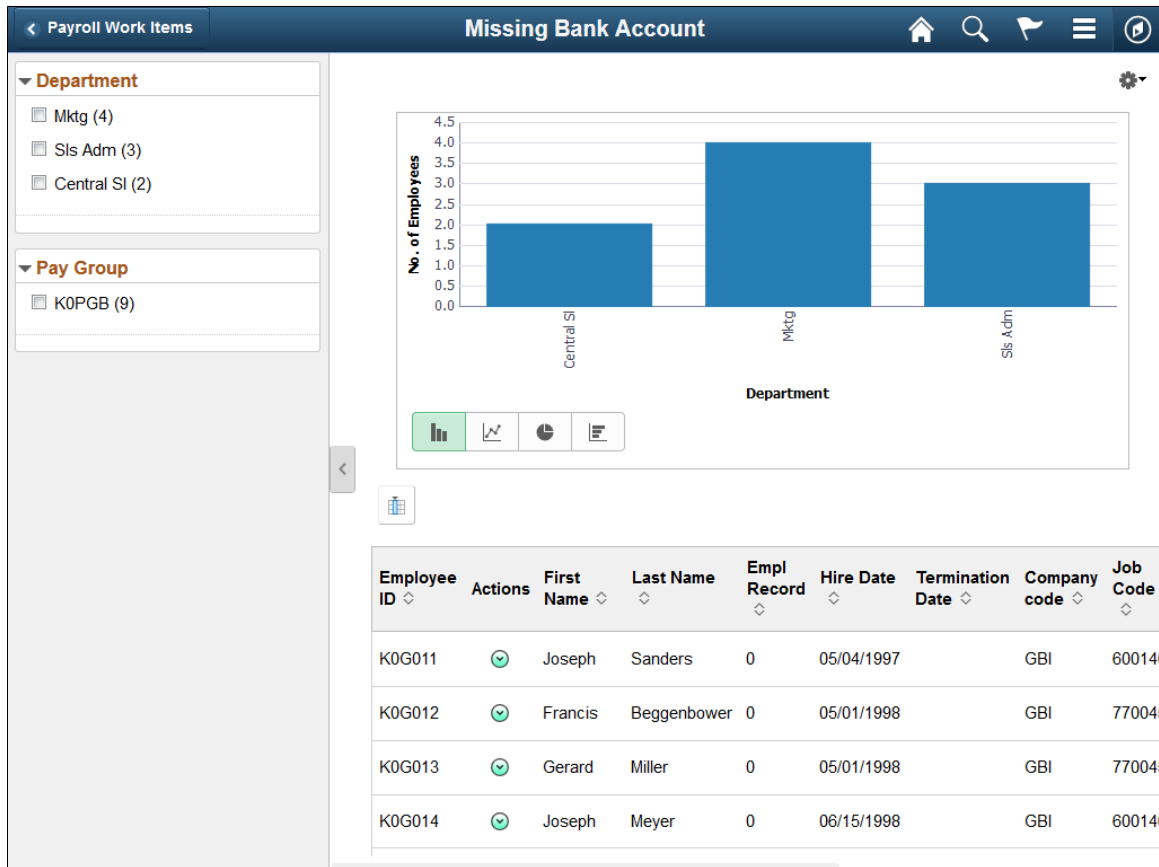 Payroll Work Items
Missing Bank Account
Department
Mktg (4)
Sls Adm (3)
Central Sl (2)
Pay Group
K0PGB (9)
No. of Employees
4.5
4.0
3.5
3.0
2.5
2.0
1.5
1.0
0.5
0.0
Central Sl
Mktg
Sls Adm
Department
Employee ID Actions First Name Last Name Empl Record Hire Date Termination Date Company code Job Code
K0G011 Joseph Sanders 0 05/04/1997 GBI
K0G012 Francis Beggenbower 0 05/01/1998 GBI
K0G013 Gerard Miller 0 05/01/1998 GBI
K0G014 Joseph Meyer 0 06/15/1998 GBI